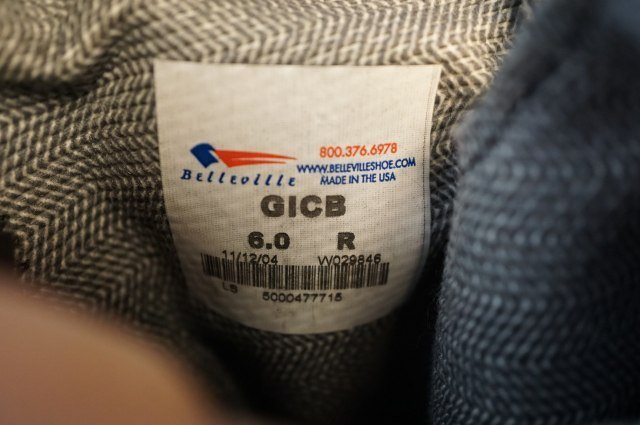 800.376.6978
Belleville WWW.BELLEVILLESHOE.COM
MADE IN THE USA
GICB
6.0 R
11/12/04 W029846
LB 5000477715